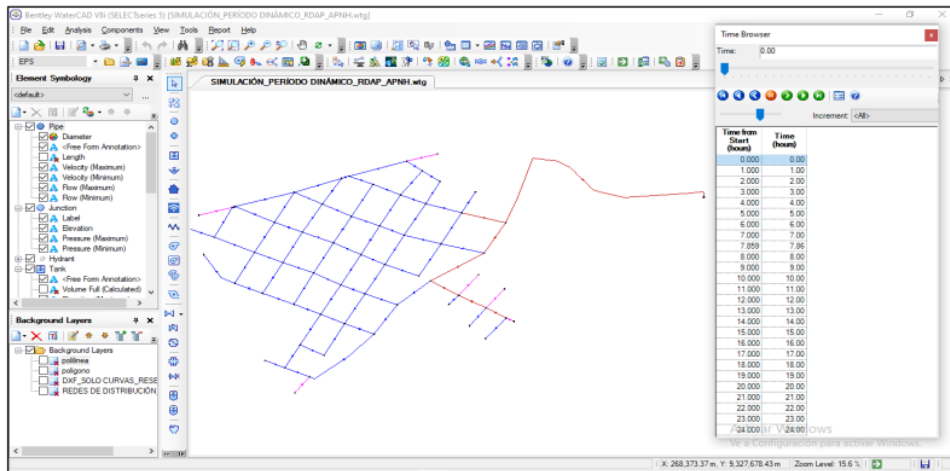 Bentley WaterCAD V8i (SELECTseries 5) [SIMULACIÓN_PERÍODO DINÁMICO_RDAP_APNH.wtg]
File Edit Analysis Components View Tools Report Help
EPS
Element Symbology
<default>
Pipe
Diameter
<Free Form Annotation>
Length
Velocity (Maximum)
Velocity (Minimum)
Flow (Maximum)
Flow (Minimum)
Junction
Label
Elevation
Pressure (Maximum)
Pressure (Minimum)
Hydrant
Tank
<Free Form Annotation>
Volume Full (Calculated)
Background Layers
Background Layers
polilinea
poligono
DXF_SOLO CURVAS_RESE
REDES DE DISTRIBUCIÓN
SIMULACIÓN_PERÍODO DINÁMICO_RDAP_APNH.wtg
Time Browser
Time: 0.00
Increment: <All>
Time from Start (hours) Time (hours)
0.000 0.00
1.000 1.00
2.000 2.00
3.000 3.00
4.000 4.00
5.000 5.00
6.000 6.00
7.000 7.00
7.859 7.86
8.000 8.00
9.000 9.00
10.000 10.00
11.000 11.00
12.000 12.00
13.000 13.00
14.000 14.00
15.000 15.00
16.000 16.00
17.000 17.00
18.000 18.00
19.000 19.00
20.000 20.00
21.000 21.00
22.000 22.00
23.000 23.00
24.000 24.00
Activar Windows
Ve a Configuración para activar Windows.
X: 268,373.37 m, Y: 9,327,678.43 m Zoom Level: 15.6 %